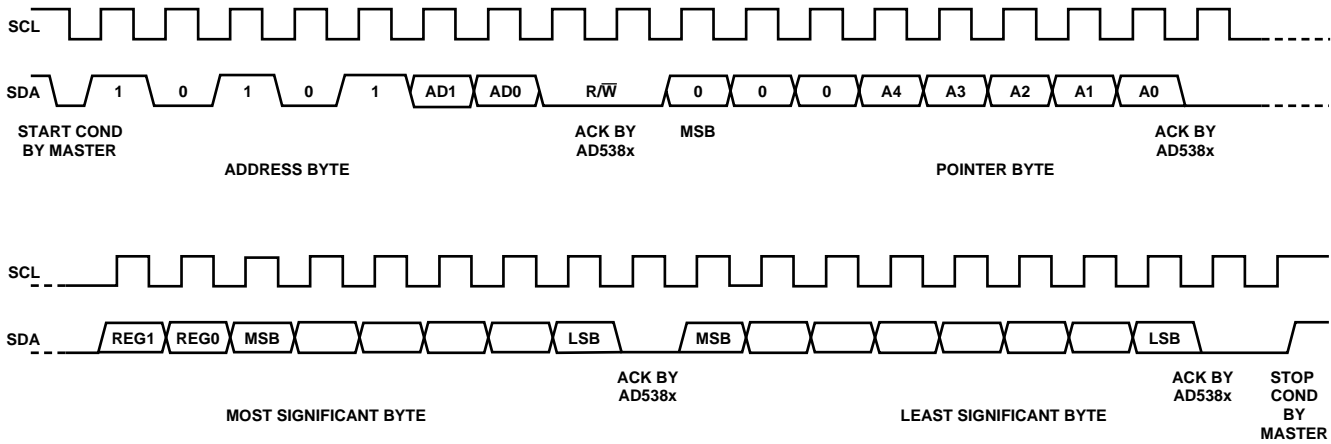 SCL
SDA 1 0 1 0 1 AD1 AD0 R/W̅ 0 0 0 A4 A3 A2 A1 A0
START COND
BY MASTER
ACK BY
AD538x
MSB
ACK BY
AD538x
ADDRESS BYTE
POINTER BYTE
SCL
SDA REG1 REG0 MSB LSB MSB LSB
ACK BY
AD538x
ACK BY
AD538x
STOP
COND
BY
MASTER
MOST SIGNIFICANT BYTE
LEAST SIGNIFICANT BYTE